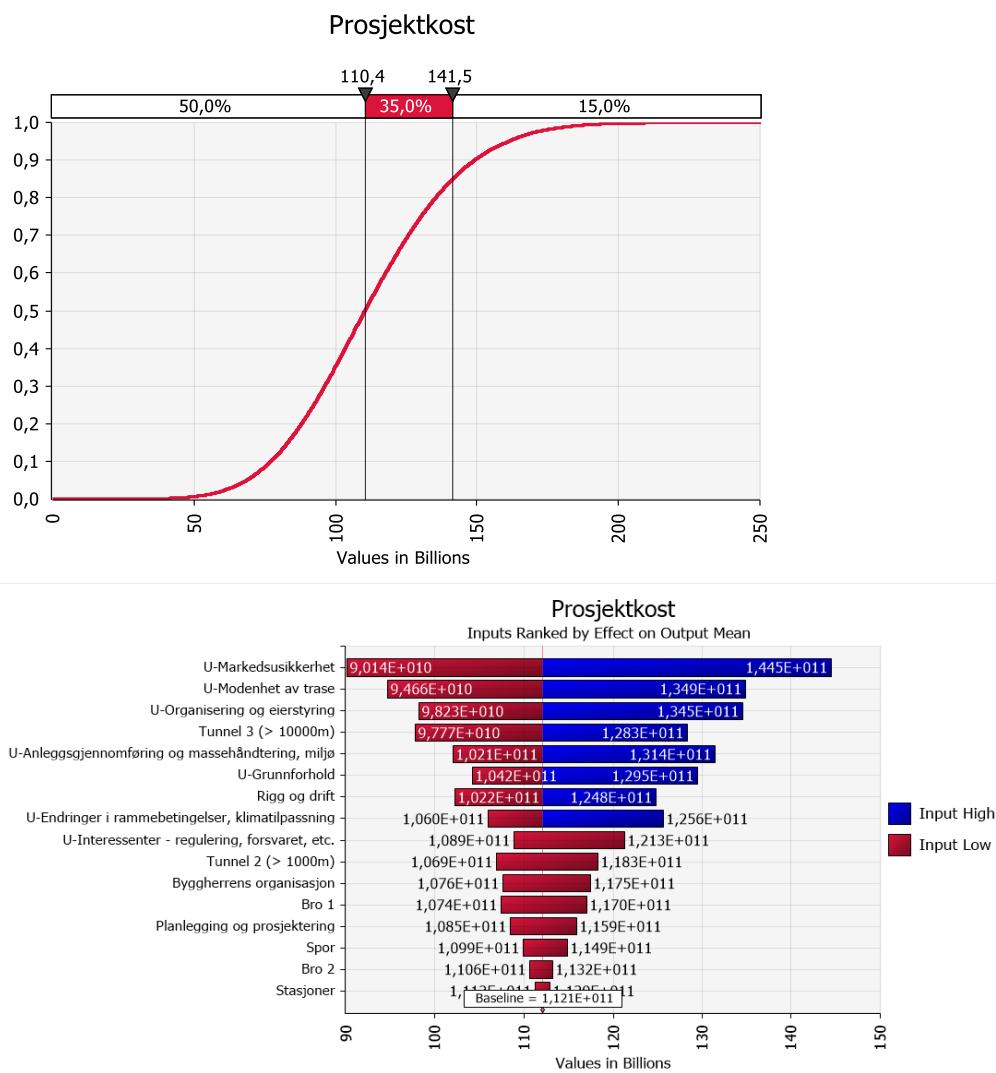 Prosjektkost
110,4 141,5
50,0% 35,0% 15,0%
1,0
0,9
0,8
0,7
0,6
0,5
0,4
0,3
0,2
0,1
0,0
0 50 100 150 200 250
Values in Billions
Prosjektkost
Inputs Ranked by Effect on Output Mean
U-Markedsusikkerhet 9,014E+010 1,445E+011
U-Modenhet av trase 9,466E+010 1,349E+011
U-Organisering og eierstyring 9,823E+010 1,345E+011
Tunnel 3 (> 10000m) 9,777E+010 1,283E+011
U-Anleggsgjennomføring og massehåndtering, miljø 1,021E+011 1,314E+011
U-Grunnforhold 1,042E+011 1,295E+011
Rigg og drift 1,022E+011 1,248E+011
U-Endringer i rammebetingelser, klimatilpassning 1,060E+011 1,256E+011
U-Interessenter - regulering, forsvaret, etc. 1,089E+011 1,213E+011
Tunnel 2 (> 1000m) 1,069E+011 1,183E+011
Byggherrens organisasjon 1,076E+011 1,175E+011
Bro 1 1,074E+011 1,170E+011
Planlegging og prosjektering 1,085E+011 1,159E+011
Spor 1,099E+011 1,149E+011
Bro 2 1,106E+011 1,132E+011
Stasjoner
Baseline = 1,121E+011
90 100 110 120 130 140 150
Values in Billions
Input High
Input Low